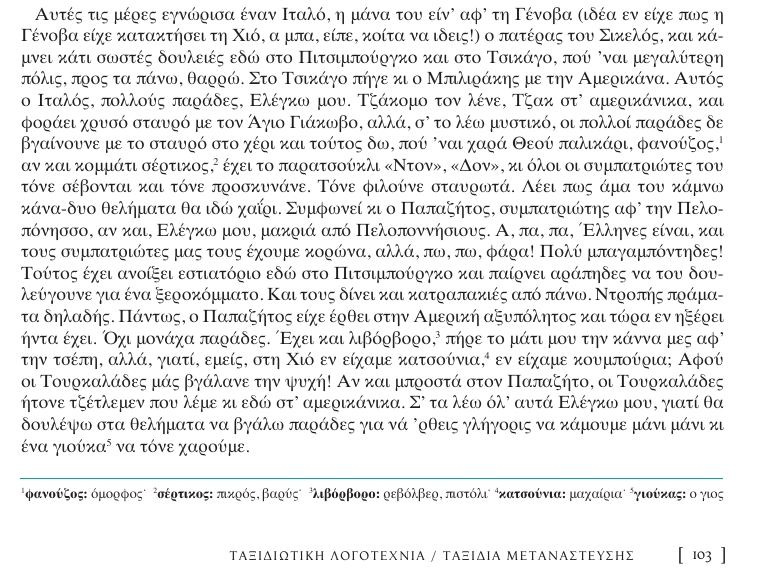 Αυτές τις μέρες εγνώρισα έναν Ιταλό, η μάνα του είν’ αφ’ τη Γένοβα (ιδέα εν είχε πως η
Γένοβα είχε κατακτήσει τη Χιό, α μπα, είπε, κοίτα να ιδεις!) ο πατέρας του Σικελός, και κά-
μνει κάτι σωστές δουλειές εδώ στο Πιτσιμπούργκο και στο Τσικάγο, πού ’ναι μεγαλύτερη
πόλις, προς τα πάνω, θαρρώ. Στο Τσικάγο πήγε κι ο Μπιλιράκης με την Αμερικάνα. Αυτός
ο Ιταλός, πολλούς παράδες, Ελέγκω μου. Τζάκομο τον λένε, Τζακ στ’ αμερικάνικα, και
φοράει χρυσό σταυρό με τον Άγιο Γιάκωβο, αλλά, σ’ το λέω μυστικό, οι πολλοί παράδες δε
βγαίνουνε με το σταυρό στο χέρι και τούτος δω, πού ’ναι χαρά Θεού παλικάρι, φανούζος,¹
αν και κομμάτι σέρτικος,² έχει το παρατσούκλι «Ντον», «Δον», κι όλοι οι συμπατριώτες του
τόνε σέβονται και τόνε προσκυνάνε. Τόνε φιλούνε σταυρωτά. Λέει πως άμα του κάμνω
κάνα-δυο θελήματα θα ιδώ χαΐρι. Συμφωνεί κι ο Παπαζήτος, συμπατριώτης αφ’ την Πελο-
πόνησσο, αν και, Ελέγκω μου, μακριά από Πελοποννήσιους. Α, πα, πα, Έλληνες είναι, και
τους συμπατριώτες μας τους έχουμε κορώνα, αλλά, πω, πω, φάρα! Πολύ μπαγαμπόντηδες!
Τούτος έχει ανοίξει εστιατόριο εδώ στο Πιτσιμπούργκο και παίρνει αράπηδες να του δου-
λεύγουνε για ένα ξεροκόμματο. Και τους δίνει και κατραπακιές από πάνω. Ντροπής πράμα-
τα δηλαδής. Πάντως, ο Παπαζήτος είχε έρθει στην Αμερική αξυπόλητος και τώρα εν ηξέρει
ήντα έχει. Όχι μονάχα παράδες. Έχει και λιβόρβορο,³ πήρε το μάτι μου την κάννα μες αφ’
την τσέπη, αλλά, γιατί, εμείς, στη Χιό εν είχαμε κατσούνια,⁴ εν είχαμε κουμπούρια; Αφού
οι Τουρκαλάδες μάς βγάλανε την ψυχή! Αν και μπροστά στον Παπαζήτο, οι Τουρκαλάδες
ήτονε τζέτλεμεν που λέμε κι εδώ στ’ αμερικάνικα. Σ’ τα λέω όλ’ αυτά Ελέγκω μου, γιατί θα
δουλέψω στα θελήματα να βγάλω παράδες για νά ’ρθεις γλήγορις να κάμουμε μάνι μάνι κι
ένα γιούκα⁵ να τόνε χαρούμε.
¹φανούζος: όμορφος· ²σέρτικος: πικρός, βαρύς· ³λιβόρβορο: ρεβόλβερ, πιστόλι· ⁴κατσούνια: μαχαίρια· ⁵γιούκας: ο γιος
ΤΑΞΙΔΙΩΤΙΚΗ ΛΟΓΟΤΕΧΝΙΑ / ΤΑΞΙΔΙΑ ΜΕΤΑΝΑΣΤΕΥΣΗΣ [ 103 ]